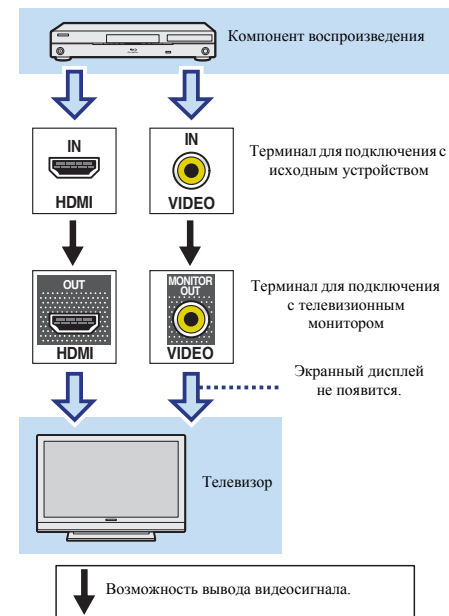 Компонент воспроизведения
IN
HDMI
IN
VIDEO
Терминал для подключения с
исходным устройством
OUT
HDMI
MONITOR
OUT
VIDEO
Терминал для подключения
с телевизионным
монитором
Экранный дисплей
не появится.
Телевизор
Возможность вывода видеосигнала.